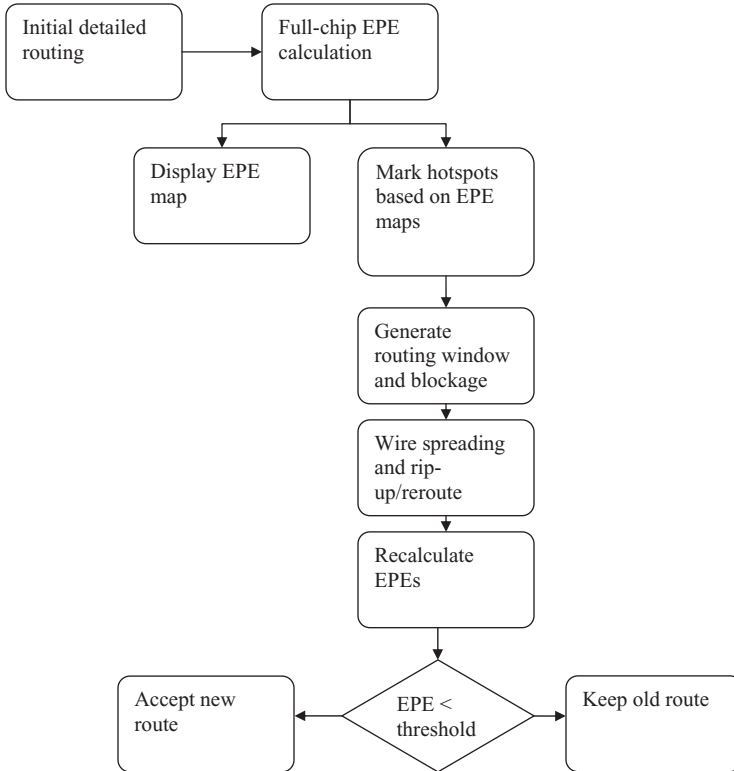 Initial detailed
routing
Full-chip EPE
calculation
Display EPE
map
Mark hotspots
based on EPE
maps
Generate
routing window
and blockage
Wire spreading
and rip-
up/reroute
Recalculate
EPEs
Accept new
route
EPE <
threshold
Keep old route